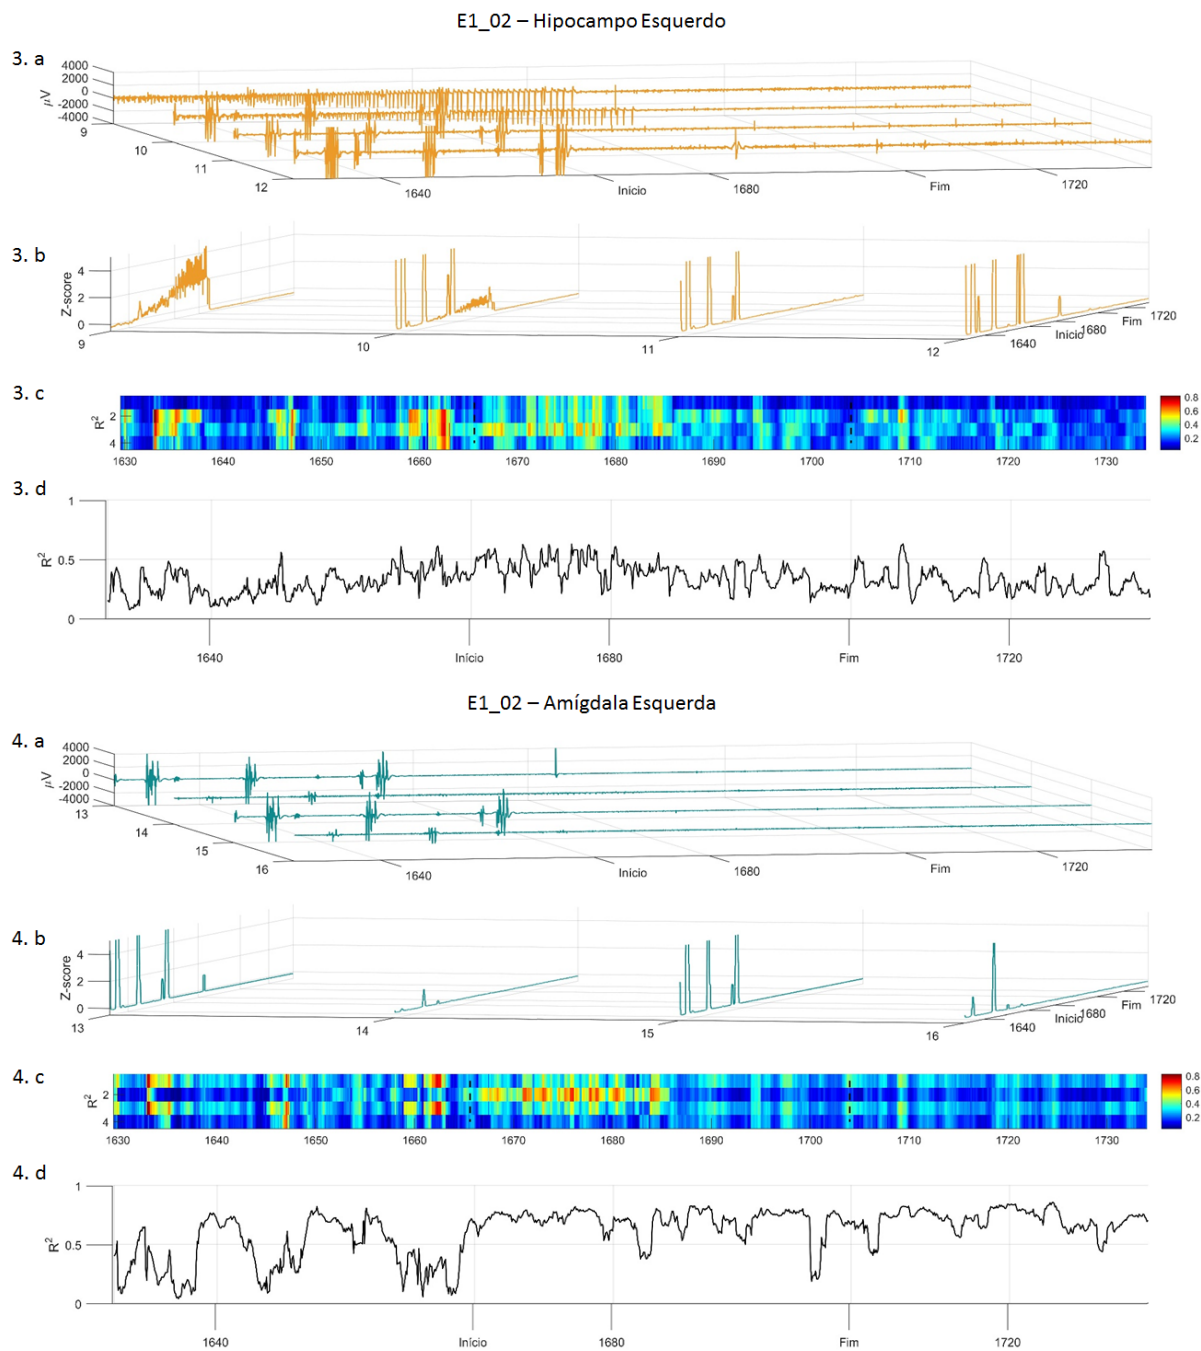 E1_02 – Hipocampo Esquerdo
3. a
4000
2000
0
-2000
-4000
µV
9
10
11
12
1640
Inicio
1680
Fim
1720
3. b
Z-score
4
2
0
9
10
11
12
1640
Inicio
1680
Fim
1720
3. c
R²
2
4
1630 1640 1650 1660 1670 1680 1690 1700 1710 1720 1730
0.8
0.6
0.4
0.2
3. d
R²
1
0.5
0
1640 Início 1680 Fim 1720
E1_02 – Amígdala Esquerda
4. a
4000
2000
0
-2000
-4000
µV
13
14
15
16
1640
Inicio
1680
Fim
1720
4. b
Z-score
4
2
0
13
14
15
16
1640
Inicio
1680
Fim
1720
4. c
R²
2
4
1630 1640 1650 1660 1670 1680 1690 1700 1710 1720 1730
0.8
0.6
0.4
0.2
4. d
R²
1
0.5
0
1640 Início 1680 Fim 1720